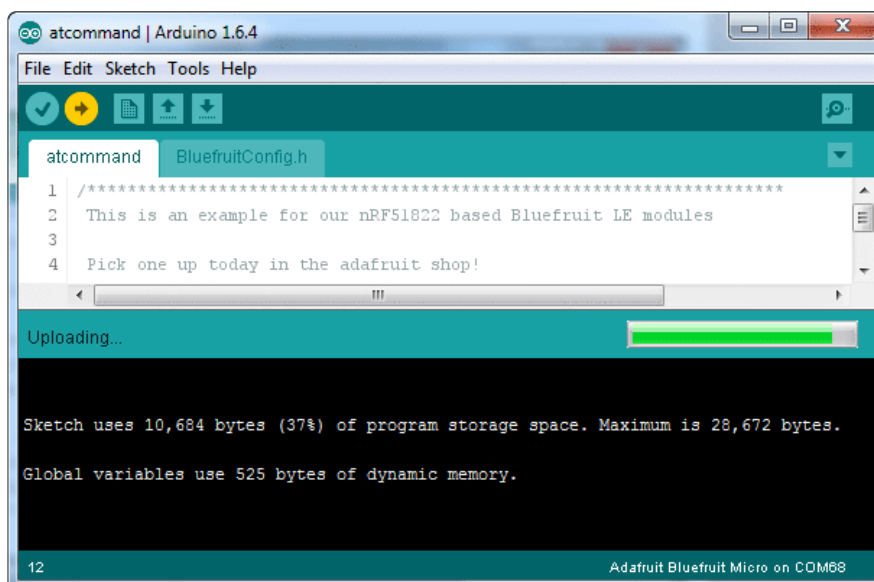 atcommand | Arduino 1.6.4
File Edit Sketch Tools Help
atcommand BluefruitConfig.h
1 /*********************************************************************
2 This is an example for our nRF51822 based Bluefruit LE modules
3
4 Pick one up today in the adafruit shop!
Uploading...
Sketch uses 10,684 bytes (37%) of program storage space. Maximum is 28,672 bytes.
Global variables use 525 bytes of dynamic memory.
12 Adafruit Bluefruit Micro on COM68